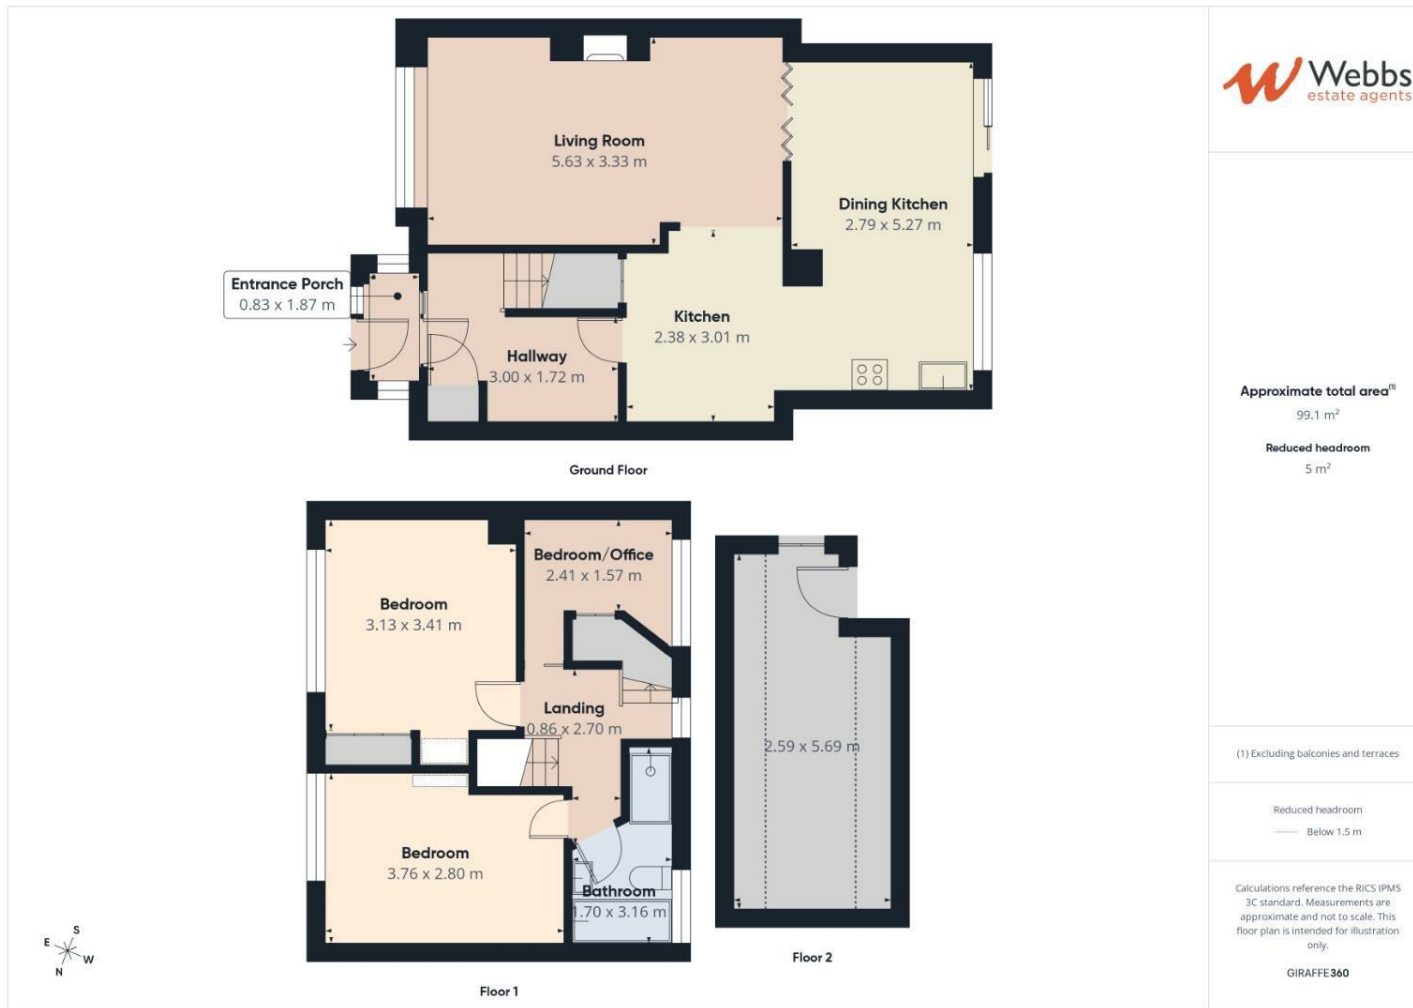 Webbs
estate agents
Living Room
5.63 x 3.33 m
Dining Kitchen
2.79 x 5.27 m
Entrance Porch
0.83 x 1.87 m
Kitchen
2.38 x 3.01 m
Hallway
3.00 x 1.72 m
Ground Floor
Approximate total area(1)
99.1 m²
Reduced headroom
5 m²
Bedroom/Office
2.41 x 1.57 m
Bedroom
3.13 x 3.41 m
Landing
0.86 x 2.70 m
2.59 x 5.69 m
Bedroom
3.76 x 2.80 m
Bathroom
1.70 x 3.16 m
Floor 2
Floor 1
S
E
W
N
(1) Excluding balconies and terraces
Reduced headroom
Below 1.5 m
Calculations reference the RICS IPMS
3C standard. Measurements are
approximate and not to scale. This
floor plan is intended for illustration
only.
GIRAFFE360